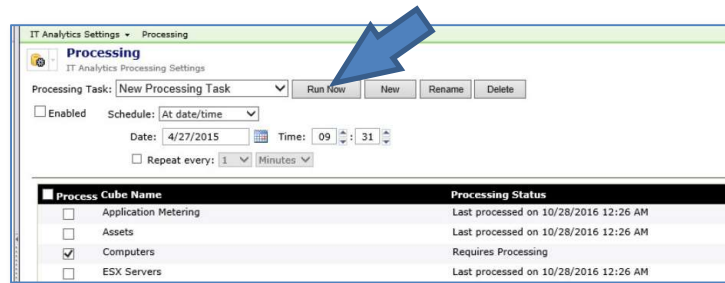 IT Analytics Settings Processing
Processing
IT Analytics Processing Settings
Processing Task: New Processing Task Run Now New Rename Delete
Enabled Schedule: At date/time
Date: 4/27/2015 Time: 09 : 31
Repeat every: 1 Minutes
Process Cube Name Processing Status
Application Metering Last processed on 10/28/2016 12:26 AM
Assets Last processed on 10/28/2016 12:26 AM
Computers Requires Processing
ESX Servers Last processed on 10/28/2016 12:26 AM